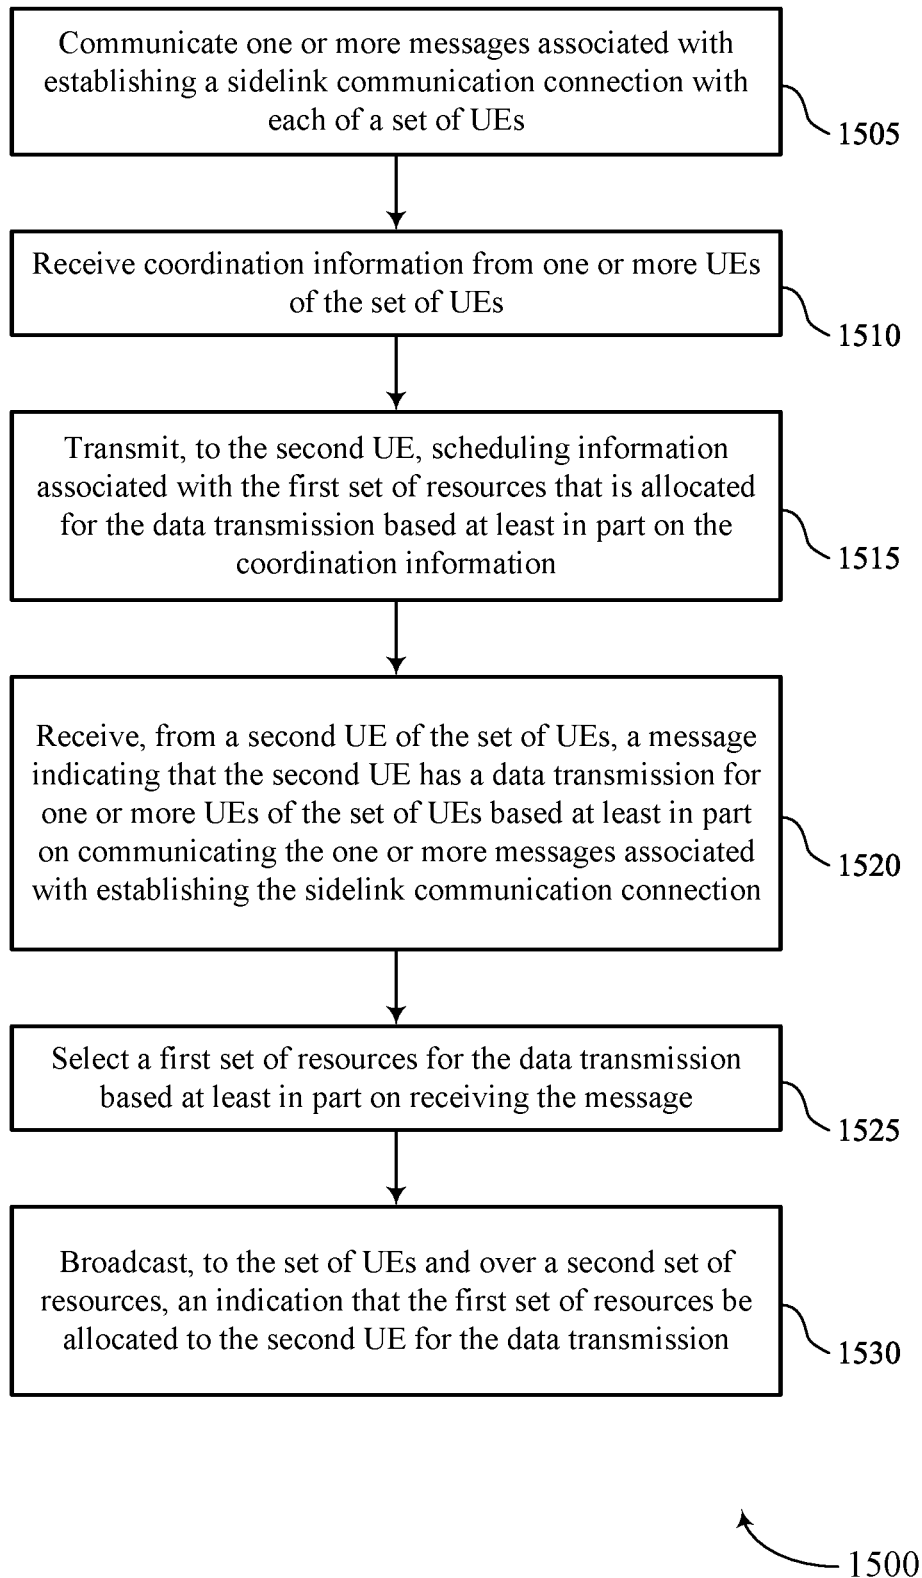 Communicate one or more messages associated with
establishing a sidelink communication connection with
each of a set of UEs
1505
Receive coordination information from one or more UEs
of the set of UEs
1510
Transmit, to the second UE, scheduling information
associated with the first set of resources that is allocated
for the data transmission based at least in part on the
coordination information
1515
Receive, from a second UE of the set of UEs, a message
indicating that the second UE has a data transmission for
one or more UEs of the set of UEs based at least in part
on communicating the one or more messages associated
with establishing the sidelink communication connection
1520
Select a first set of resources for the data transmission
based at least in part on receiving the message
1525
Broadcast, to the set of UEs and over a second set of
resources, an indication that the first set of resources be
allocated to the second UE for the data transmission
1530
1500